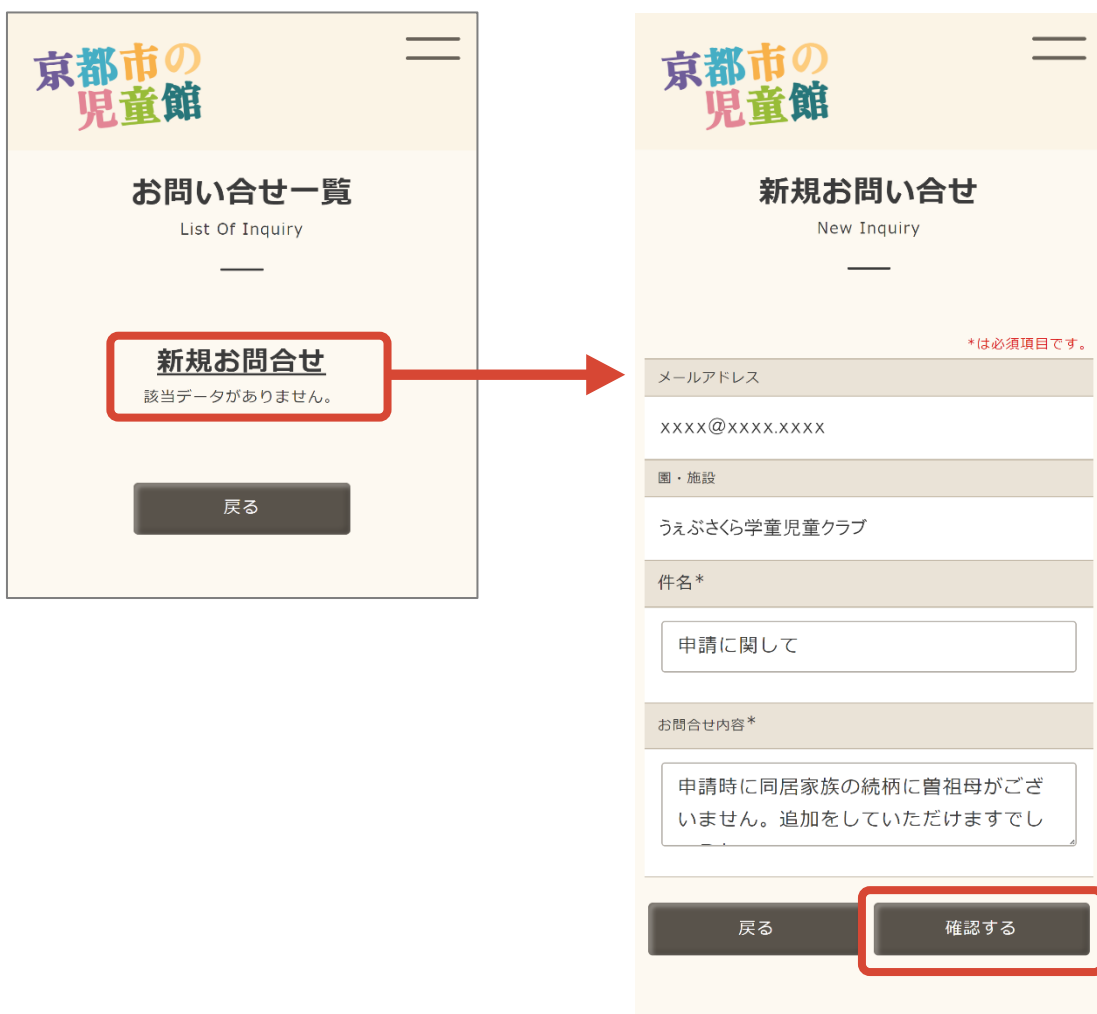 京都市の
児童館
お問い合せ一覧
List Of Inquiry
新規お問合せ
該当データがありません。
戻る
京都市の
児童館
新規お問い合せ
New Inquiry
*は必須項目です。
メールアドレス
xxxx@xxxx.xxxx
園・施設
うぇぶさくら学童児童クラブ
件名*
申請に関して
お問合せ内容*
申請時に同居家族の続柄に曽祖母がござ
いません。追加をしていただけますでし
戻る
確認する